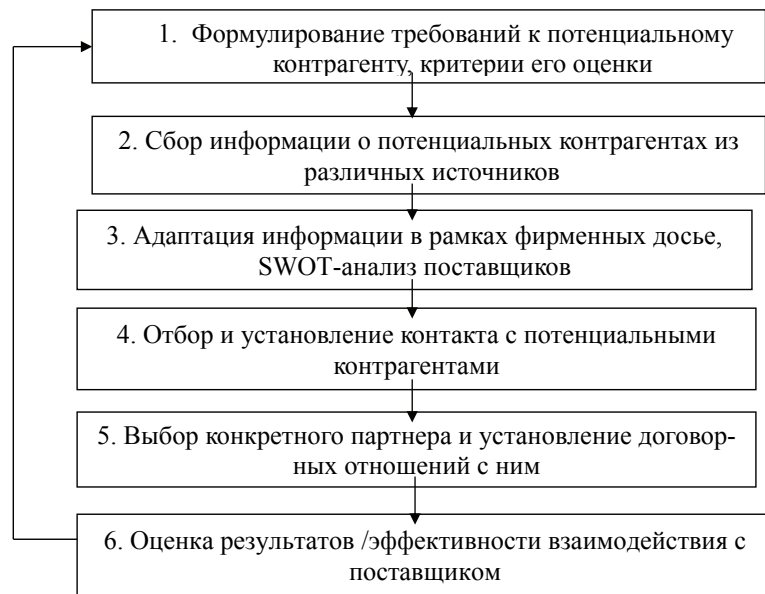 1. Формулирование требований к потенциальному
контрагенту, критерии его оценки
2. Сбор информации о потенциальных контрагентах из
различных источников
3. Адаптация информации в рамках фирменных досье,
SWOT-анализ поставщиков
4. Отбор и установление контакта с потенциальными
контрагентами
5. Выбор конкретного партнера и установление договор-
ных отношений с ним
6. Оценка результатов /эффективности взаимодействия с
поставщиком